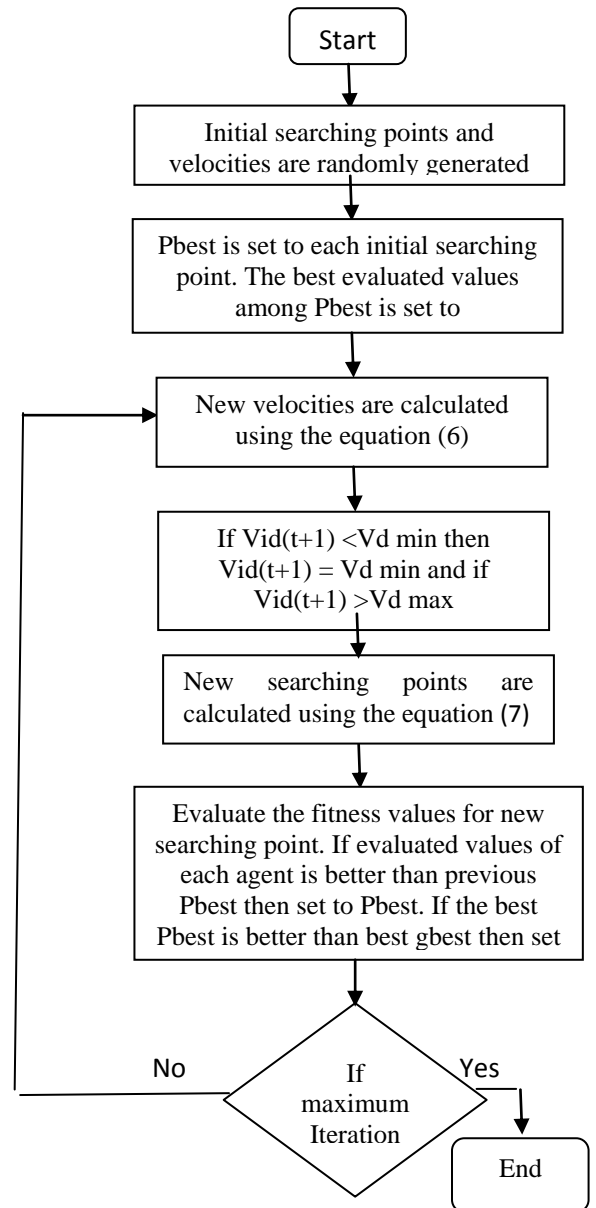 Start
Initial searching points and
velocities are randomly generated
Pbest is set to each initial searching
point. The best evaluated values
among Pbest is set to
New velocities are calculated
using the equation (6)
If Vid(t+1) <Vd min then
Vid(t+1) = Vd min and if
Vid(t+1) >Vd max
New searching points are
calculated using the equation (7)
Evaluate the fitness values for new
searching point. If evaluated values of
each agent is better than previous
Pbest then set to Pbest. If the best
Pbest is better than best gbest then set
No
Yes
If
maximum
Iteration
End